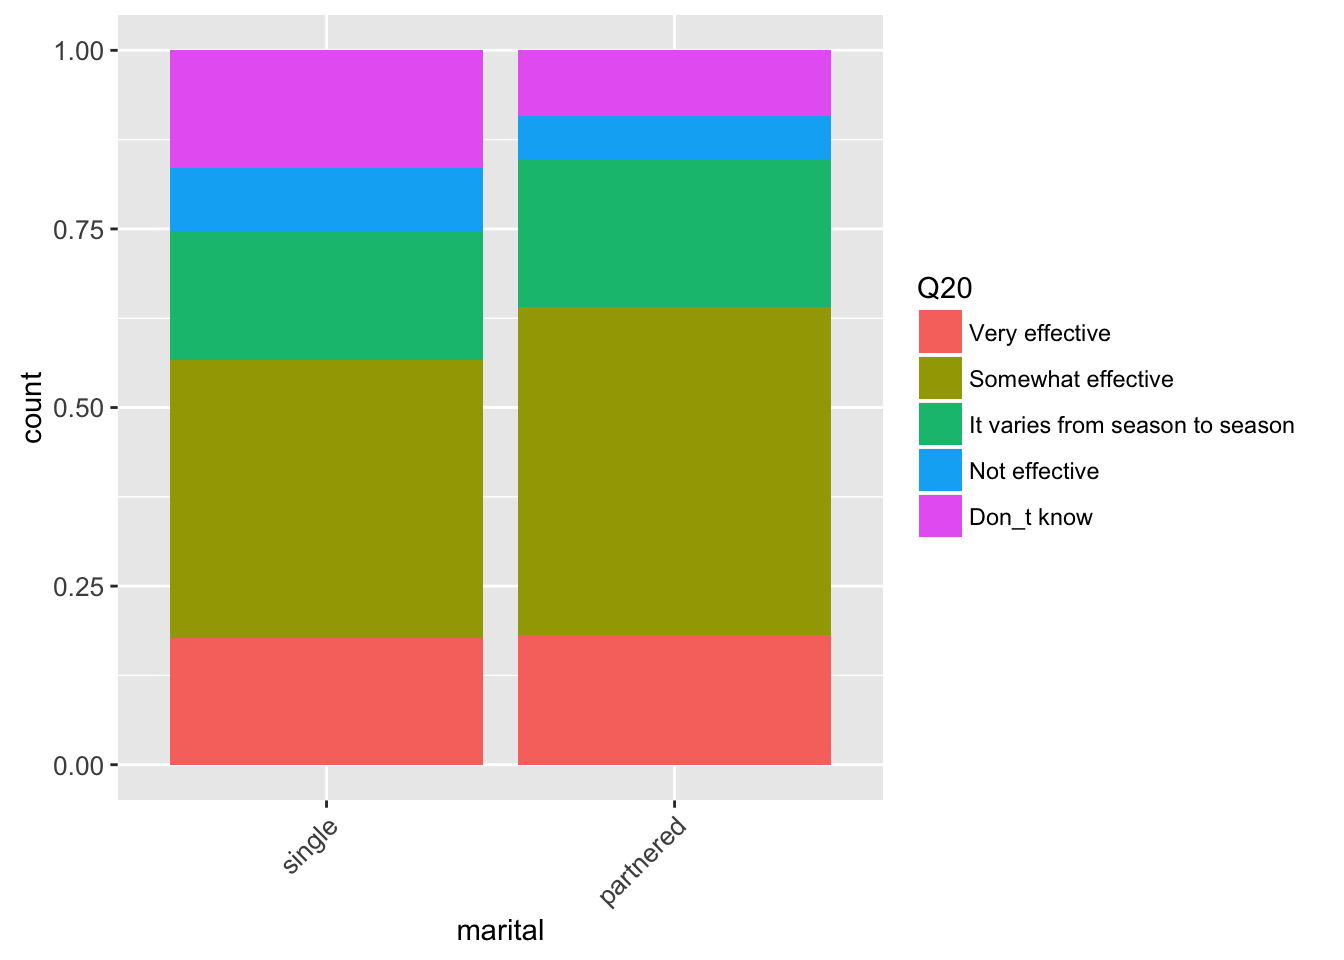 1.00
0.75
0.50
0.25
0.00
count
single
partnered
marital
Q20
Very effective
Somewhat effective
It varies from season to season
Not effective
Don_t know